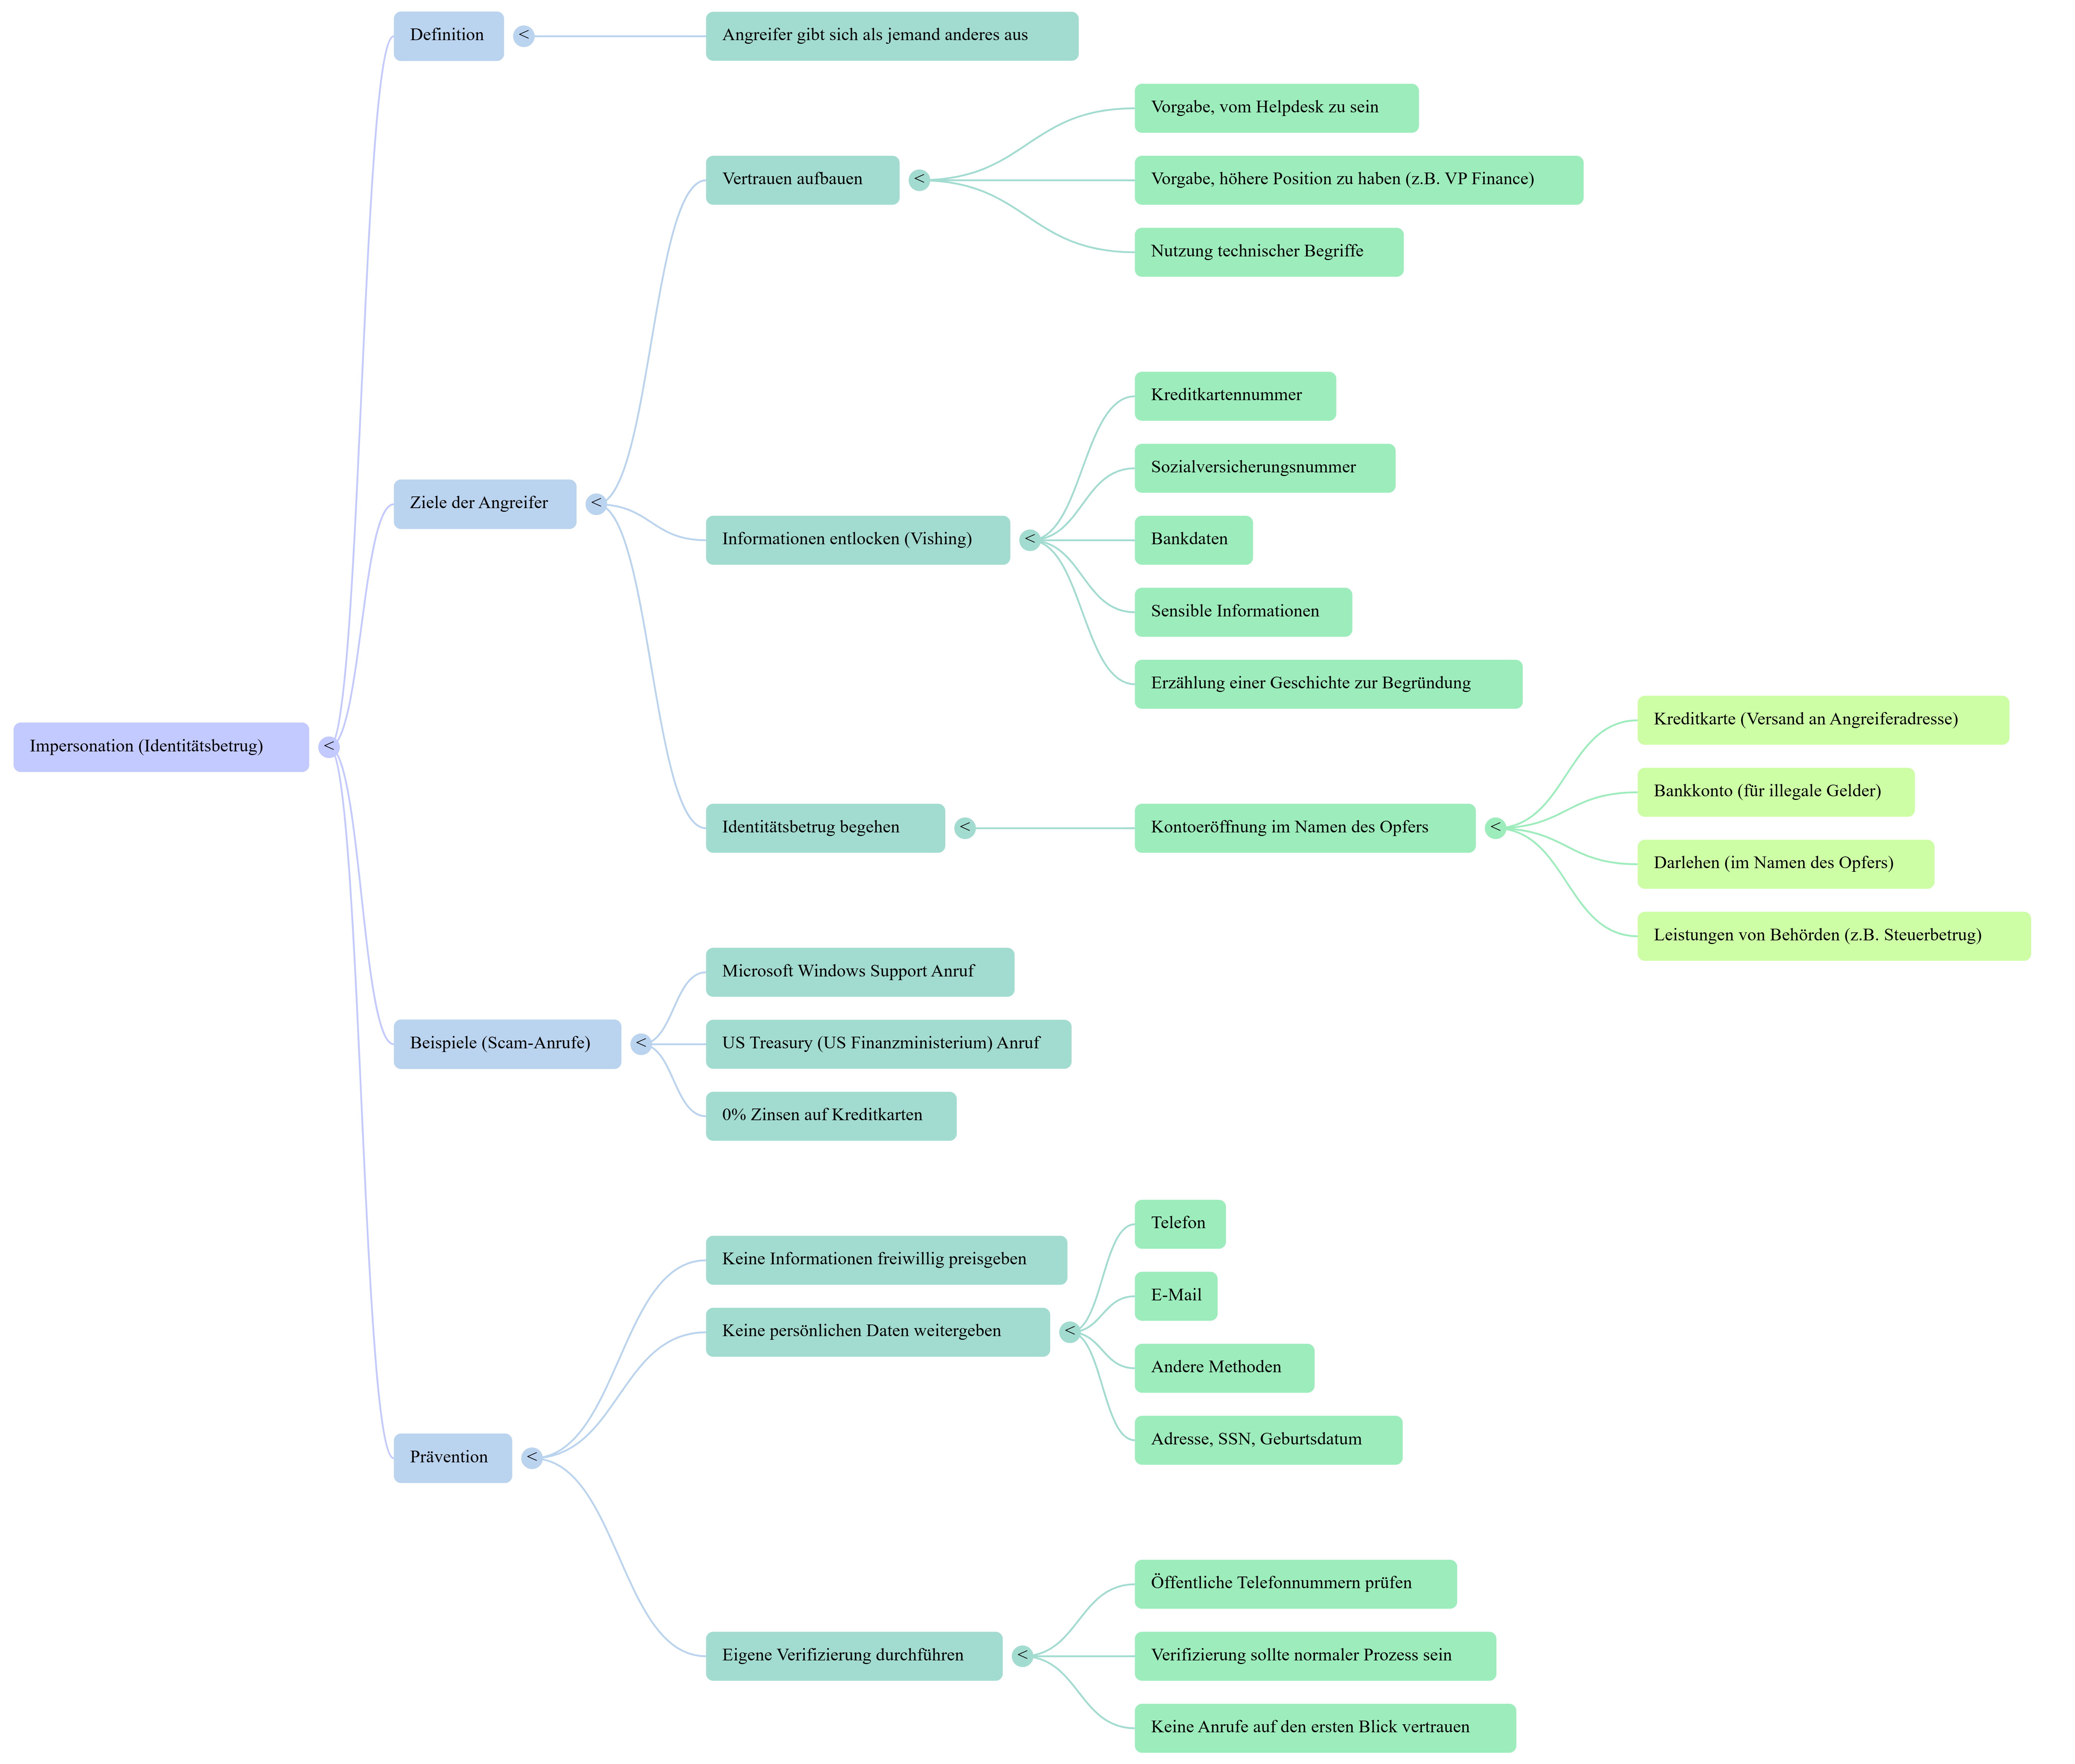 Impersonation (Identitätsbetrug)
<
Definition
<
Angreifer gibt sich als jemand anderes aus
Ziele der Angreifer
<
Vertrauen aufbauen
<
Vorgabe, vom Helpdesk zu sein
Vorgabe, höhere Position zu haben (z.B. VP Finance)
Nutzung technischer Begriffe
Informationen entlocken (Vishing)
<
Kreditkartennummer
Sozialversicherungsnummer
Bankdaten
Sensible Informationen
Erzählung einer Geschichte zur Begründung
Identitätsbetrug begehen
<
Kontoeröffnung im Namen des Opfers
<
Kreditkarte (Versand an Angreiferadresse)
Bankkonto (für illegale Gelder)
Darlehen (im Namen des Opfers)
Leistungen von Behörden (z.B. Steuerbetrug)
Beispiele (Scam-Anrufe)
<
Microsoft Windows Support Anruf
US Treasury (US Finanzministerium) Anruf
0% Zinsen auf Kreditkarten
Prävention
<
Keine Informationen freiwillig preisgeben
Keine persönlichen Daten weitergeben
<
Telefon
E-Mail
Andere Methoden
Adresse, SSN, Geburtsdatum
Eigene Verifizierung durchführen
<
Öffentliche Telefonnummern prüfen
Verifizierung sollte normaler Prozess sein
Keine Anrufe auf den ersten Blick vertrauen